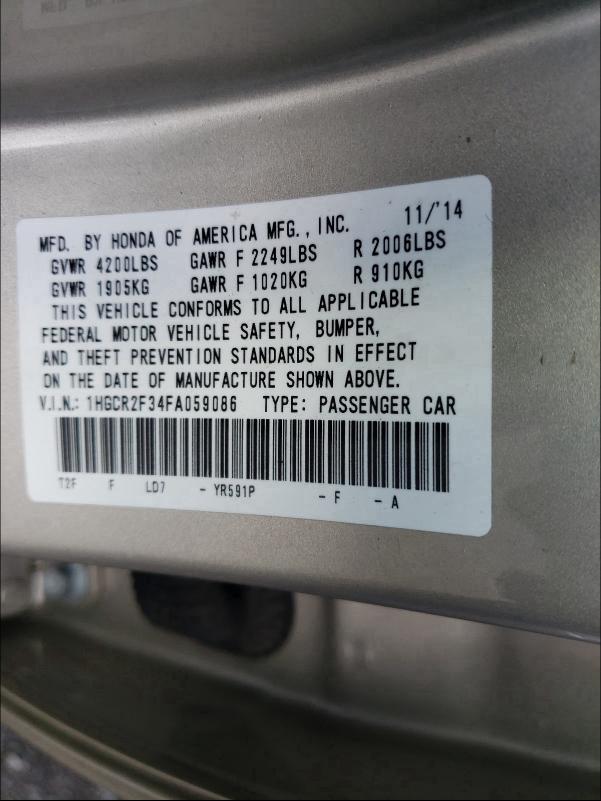 MFD. BY HONDA OF AMERICA MFG., INC. 11/'14
GVWR 4200LBS GAWR F 2249LBS R 2006LBS
GVWR 1905KG GAWR F 1020KG R 910KG
THIS VEHICLE CONFORMS TO ALL APPLICABLE
FEDERAL MOTOR VEHICLE SAFETY, BUMPER,
AND THEFT PREVENTION STANDARDS IN EFFECT
ON THE DATE OF MANUFACTURE SHOWN ABOVE.
V.I.N.: 1HGCR2F34FA059086 TYPE: PASSENGER CAR
T2F F LD7 - YR591P - F - A